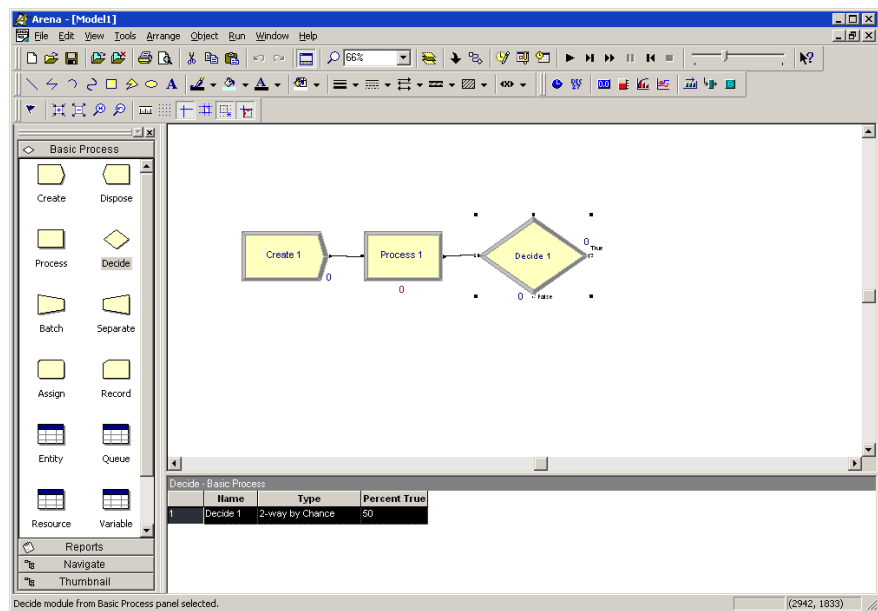 Arena - [Model1]
File Edit View Tools Arrange Object Run Window Help
66%
A A
0.0
Basic Process
Create Dispose
Process Decide
Batch Separate
Assign Record
Entity Queue
Resource Variable
Reports
Navigate
Thumbnail
Create 1
0
Process 1
0
Decide 1
0
True
0
False
Decide - Basic Process
Name Type Percent True
1 Decide 1 2-way by Chance 50
Decide module from Basic Process panel selected.
(2942, 1833)